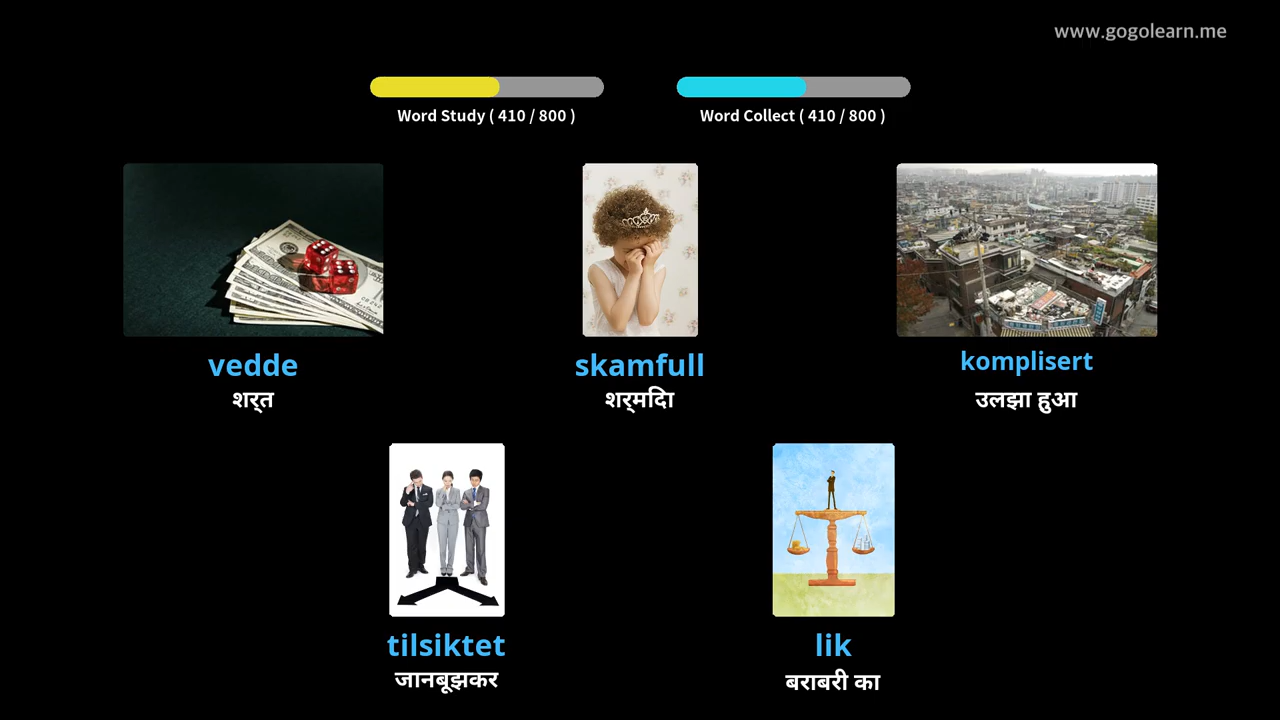 www.gogolearn.me
Word Study ( 410 / 800 )
Word Collect ( 410 / 800 )
vedde
शर्त
skamfull
शर्मिंदा
komplisert
उलझा हुआ
tilsiktet
जानबूझकर
lik
बराबरी का